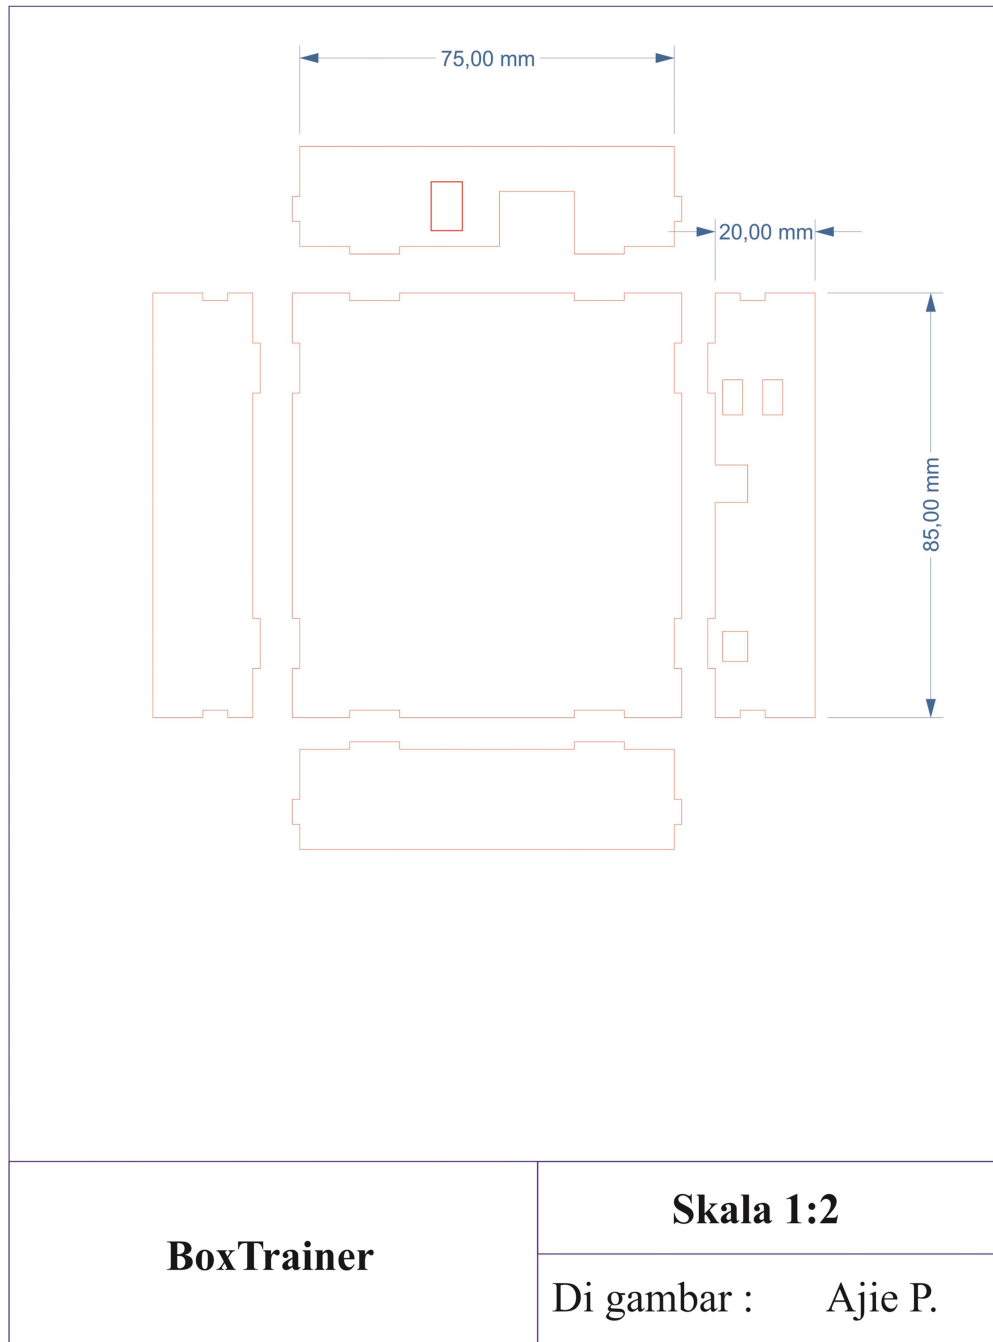 75,00 mm
20,00 mm
85,00 mm
BoxTrainer
Skala 1:2
Di gambar : Ajie P.